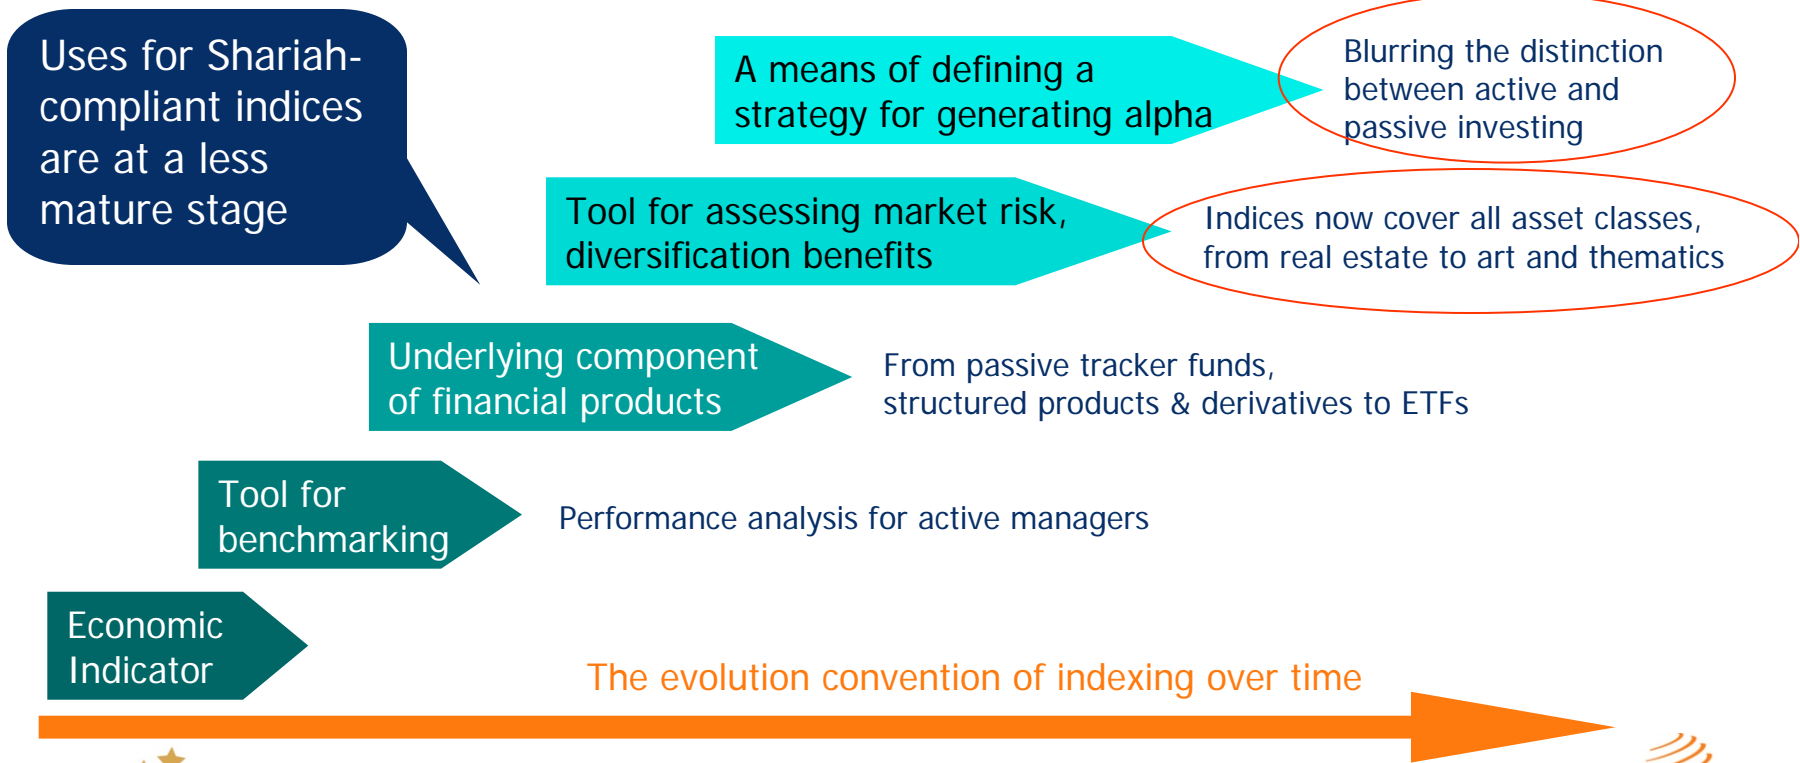 Uses for Shariah-
compliant indices
are at a less
mature stage
A means of defining a
strategy for generating alpha
Blurring the distinction
between active and
passive investing
Tool for assessing market risk,
diversification benefits
Indices now cover all asset classes,
from real estate to art and thematics
Underlying component
of financial products
From passive tracker funds,
structured products & derivatives to ETFs
Tool for
benchmarking
Performance analysis for active managers
Economic
Indicator
The evolution convention of indexing over time